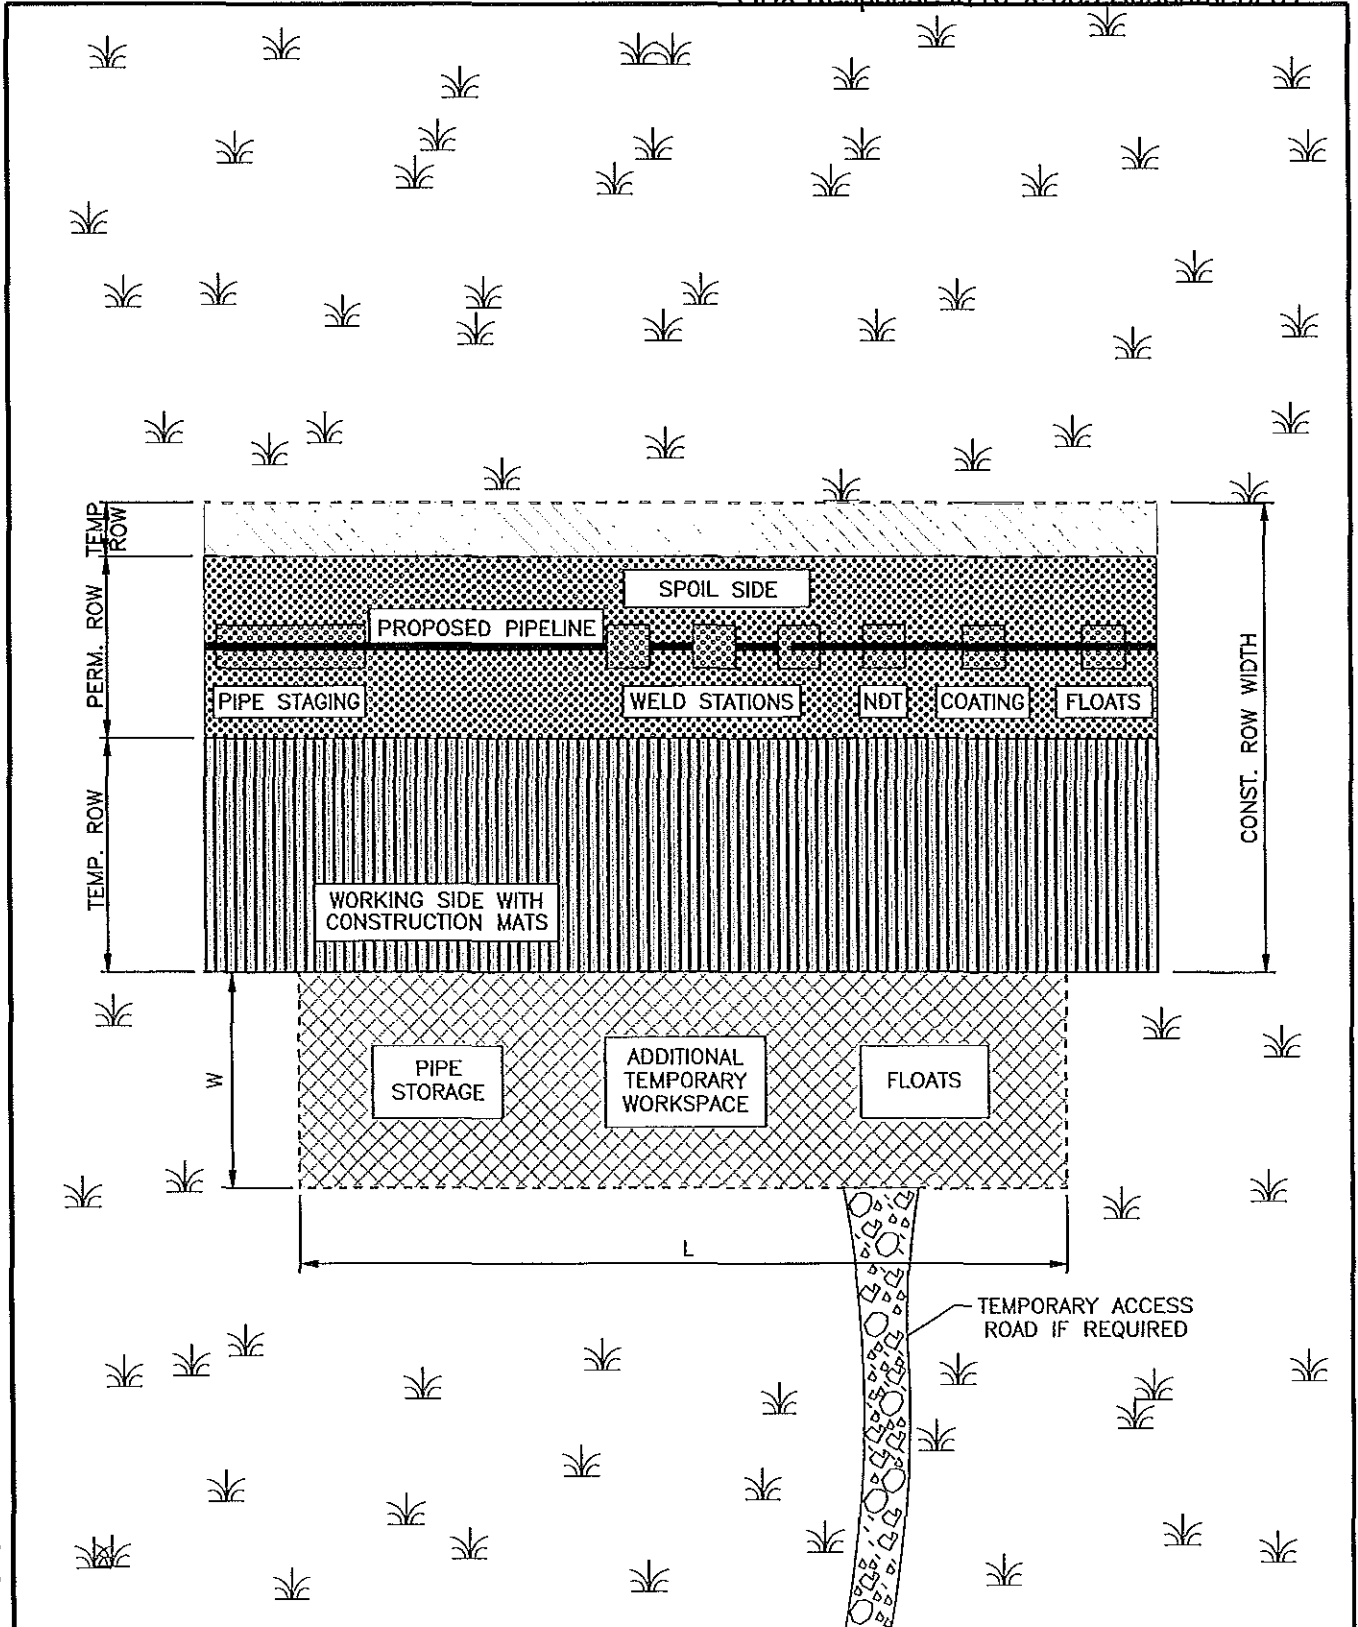 TEMP.
ROW
SPOIL SIDE
PROPOSED PIPELINE
PERM. ROW
PIPE STAGING
WELD STATIONS
NDT
COATING
FLOATS
CONST. ROW WIDTH
TEMP. ROW
WORKING SIDE WITH
CONSTRUCTION MATS
W
PIPE
STORAGE
ADDITIONAL
TEMPORARY
WORKSPACE
FLOATS
L
TEMPORARY ACCESS
ROAD IF REQUIRED